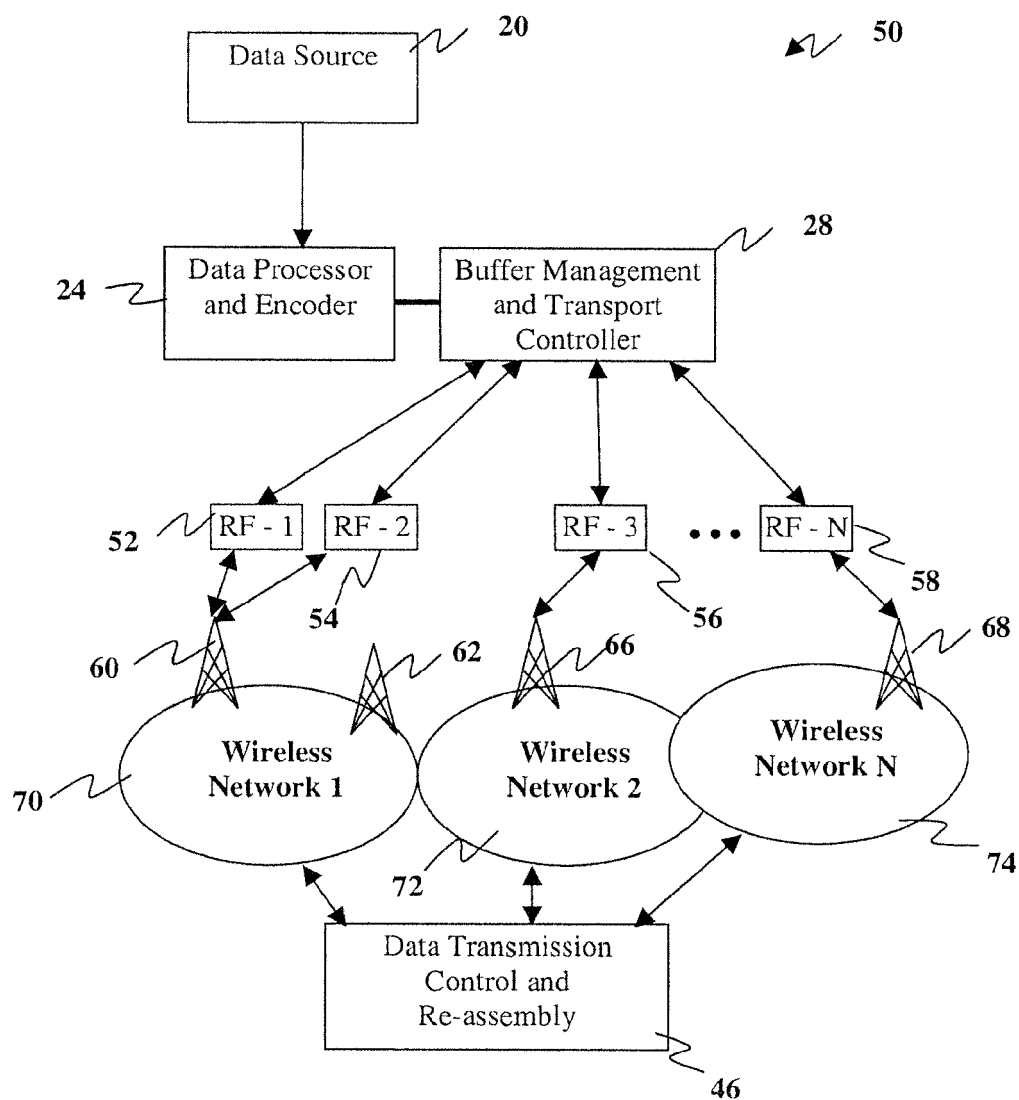 20
50
Data Source
28
24
Data Processor
and Encoder
Buffer Management
and Transport
Controller
52
RF - 1
RF - 2
RF - 3
RF - N
54
56
58
60
62
66
68
Wireless
Network 1
Wireless
Network 2
Wireless
Network N
70
72
74
Data Transmission
Control and
Re-assembly
46